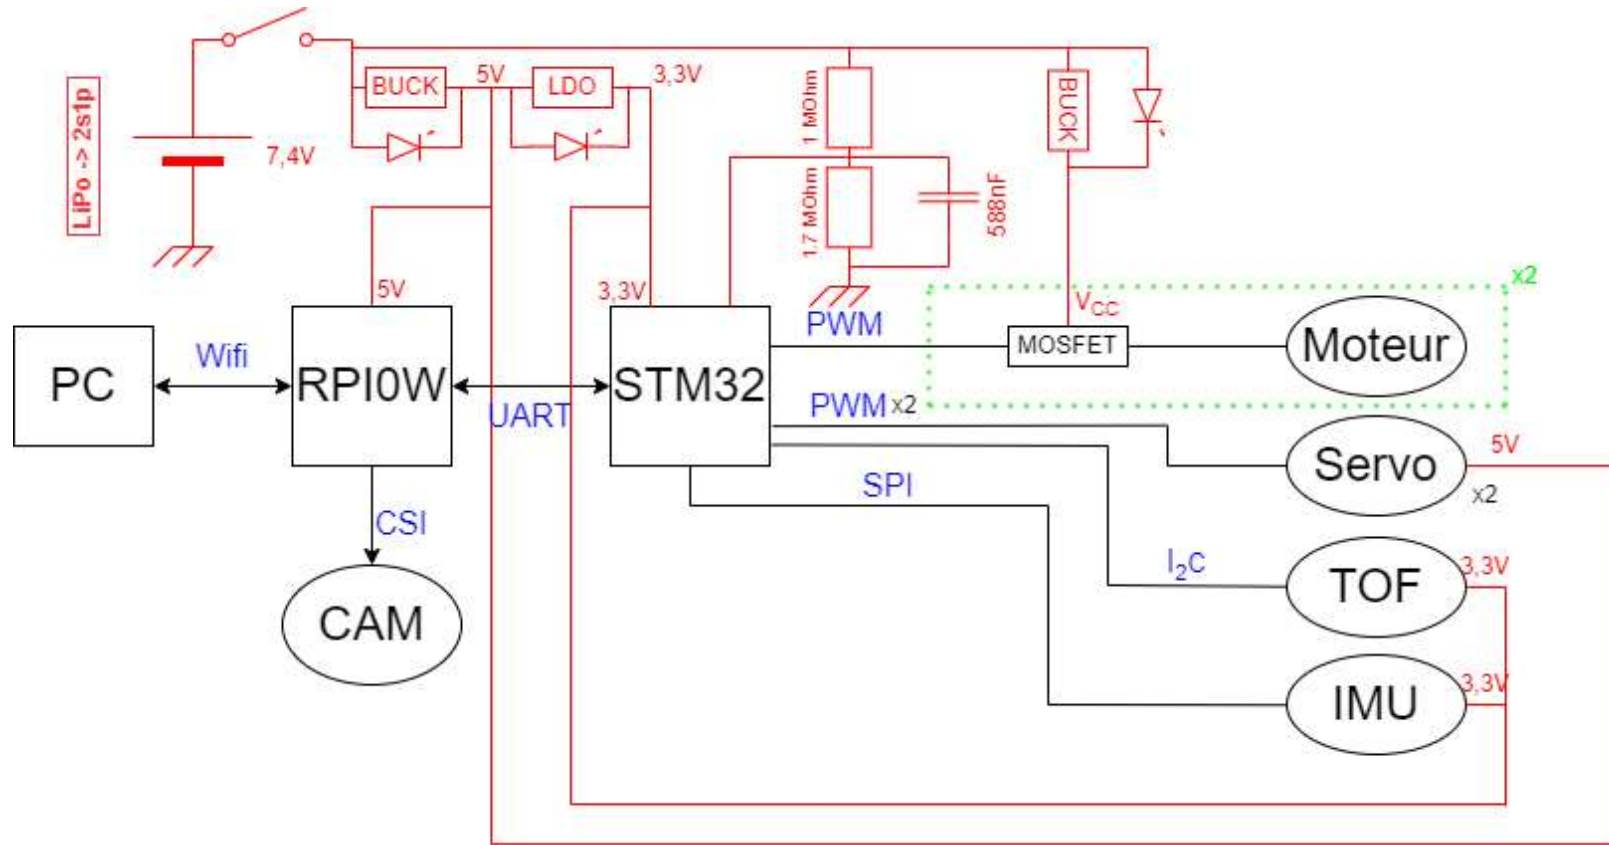 LiPo -> 2s1p
7,4V
BUCK
5V
LDO
3,3V
1 MOhm
1,7 MOhm
588nF
BUCK
5V
3,3V
V_CC
x2
PWM
MOSFET
Moteur
PC
Wifi
RPI0W
UART
STM32
PWM x2
Servo
5V
x2
CSI
CAM
SPI
I₂C
TOF
3,3V
IMU
3,3V